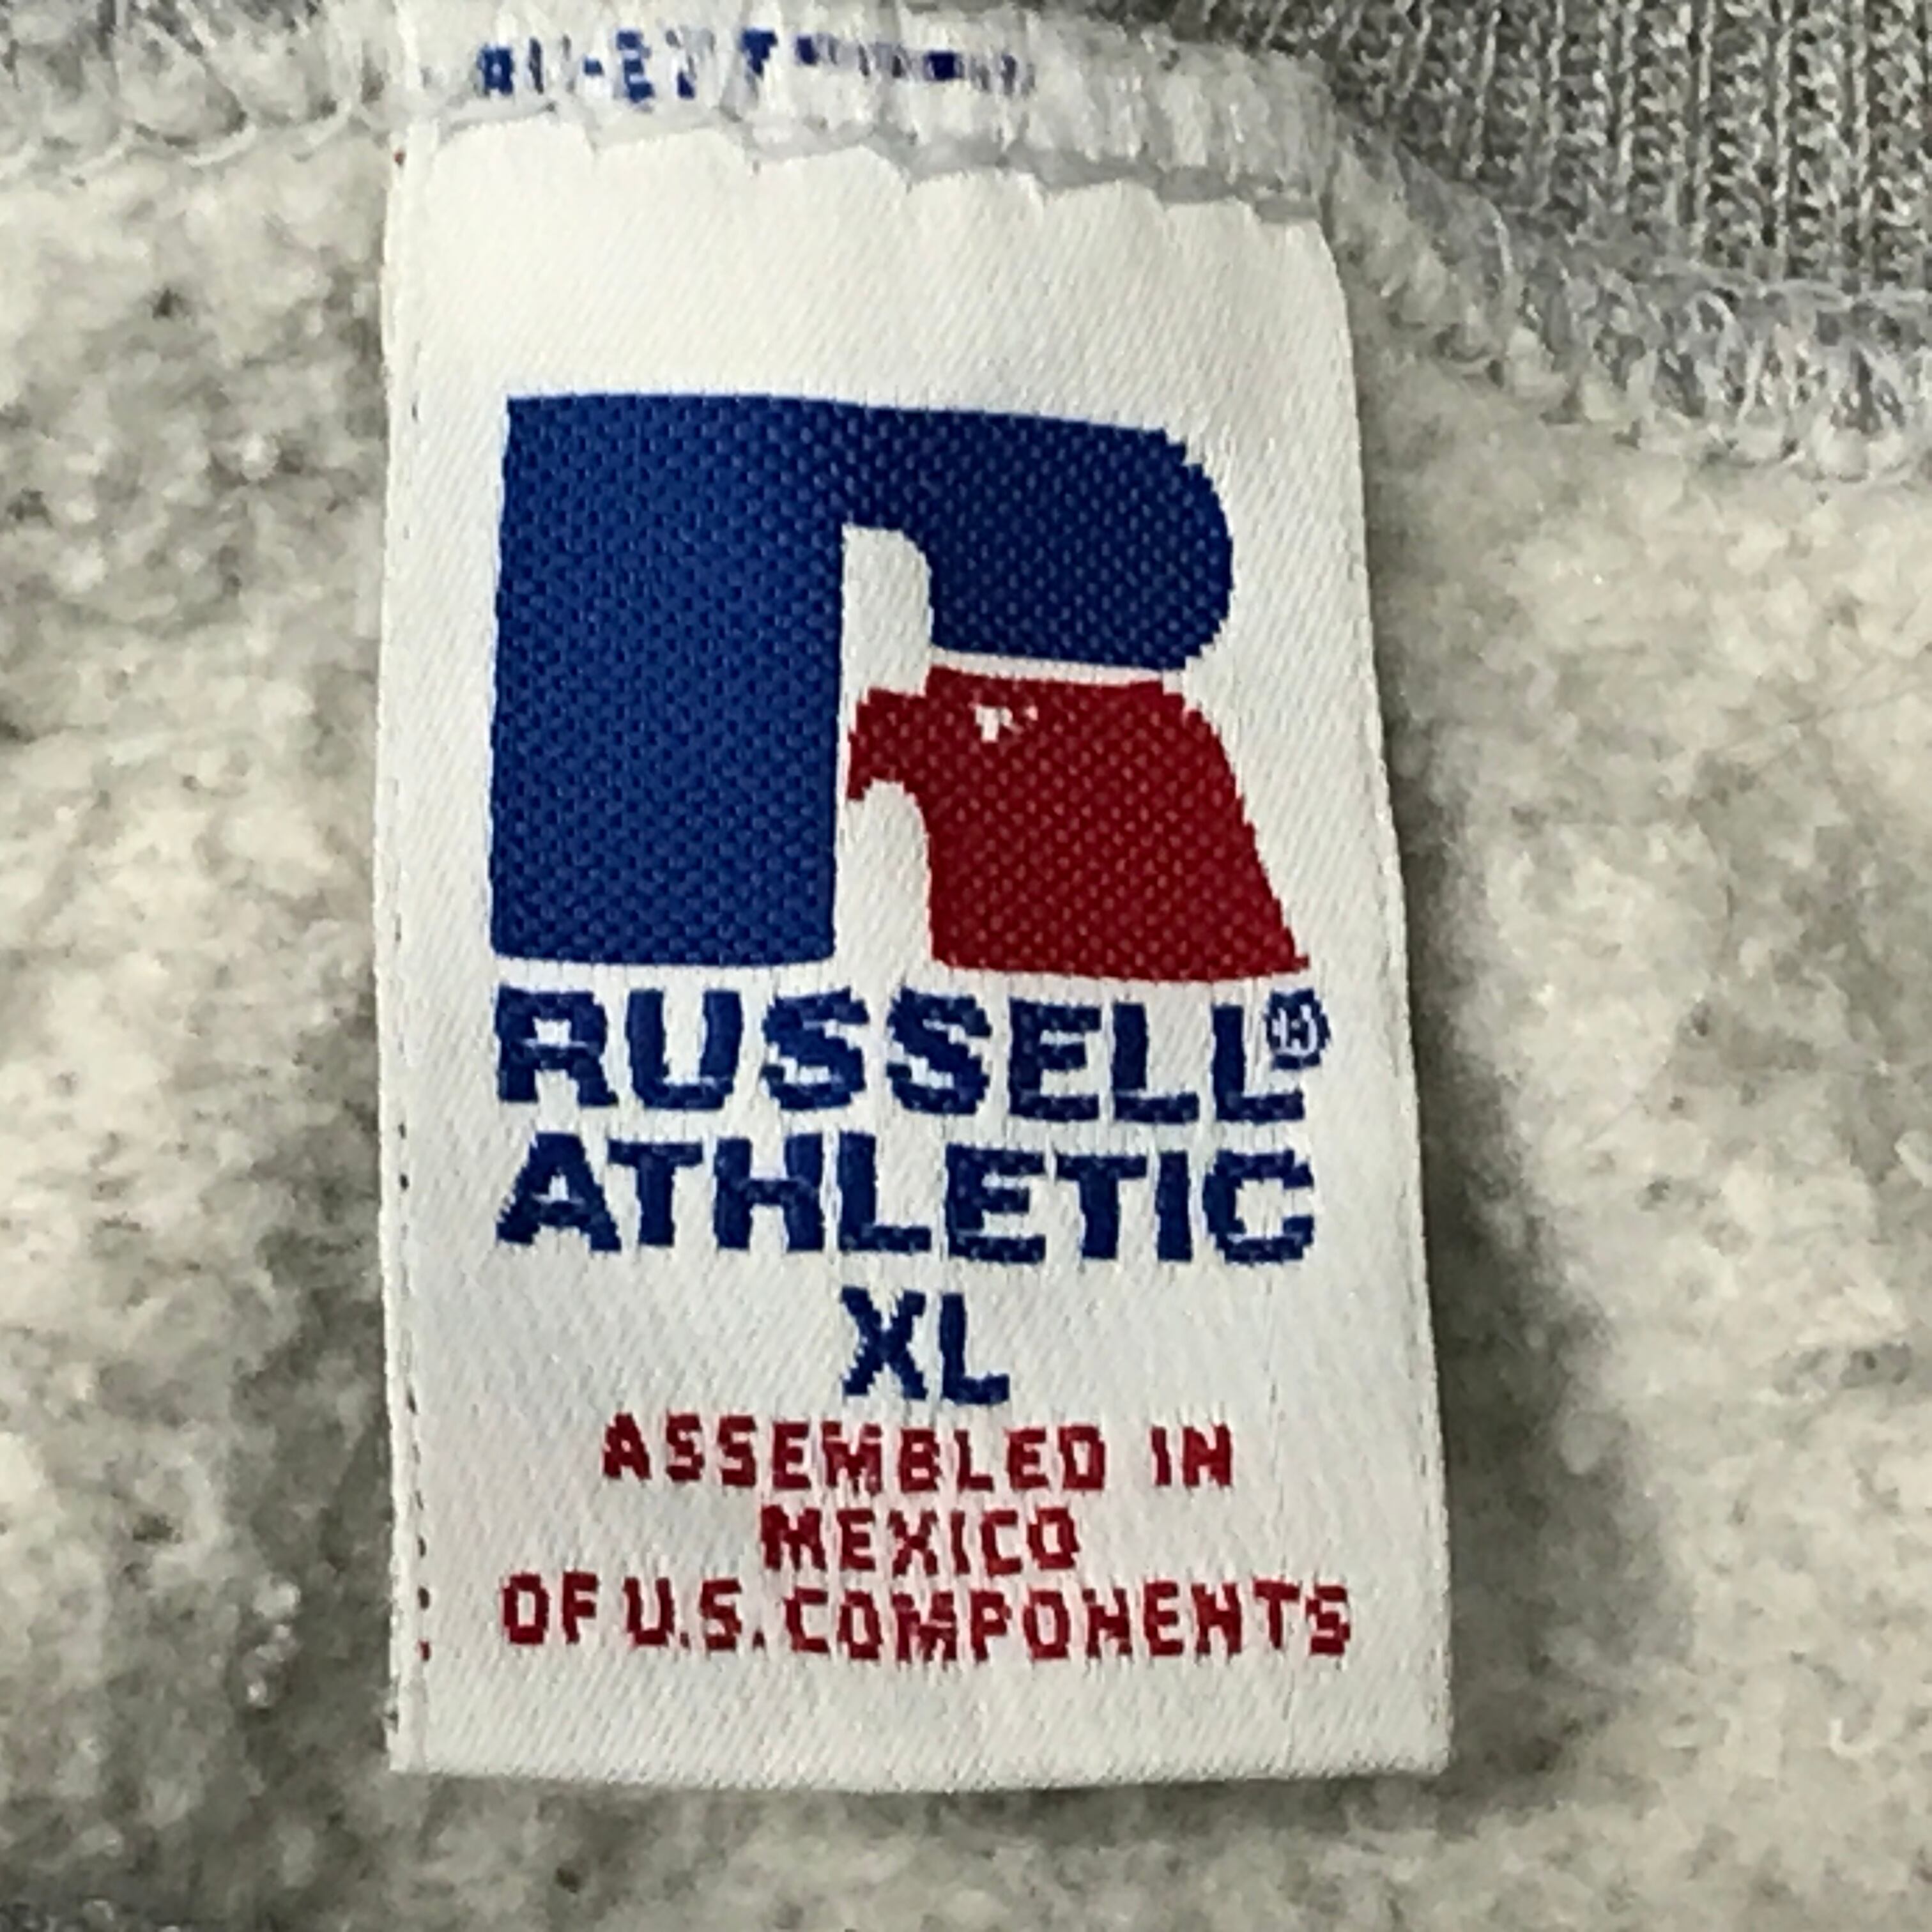 RUSSELL®
ATHLETIC
XL
ASSEMBLED IN
MEXICO
OF U.S. COMPONENTS